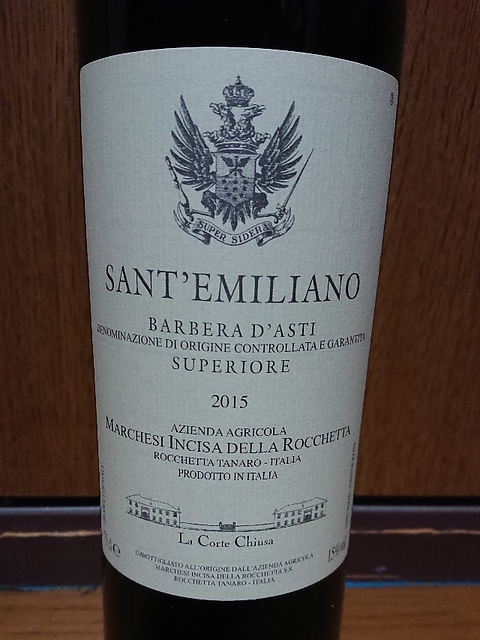 SUPER SIDERA
SANT'EMILIANO
BARBERA D'ASTI
DENOMINAZIONE DI ORIGINE CONTROLLATA E GARANTITA
SUPERIORE
2015
AZIENDA AGRICOLA
MARCHESI INCISA DELLA ROCCHETTA
ROCCHETTA TANARO - ITALIA
PRODOTTO IN ITALIA
La Corte Chiusa
IMBOTTIGLIATO ALL'ORIGINE DALL'AZIENDA AGRICOLA
MARCHESI INCISA DELLA ROCCHETTA S.S.
ROCCHETTA TANARO - ITALIA